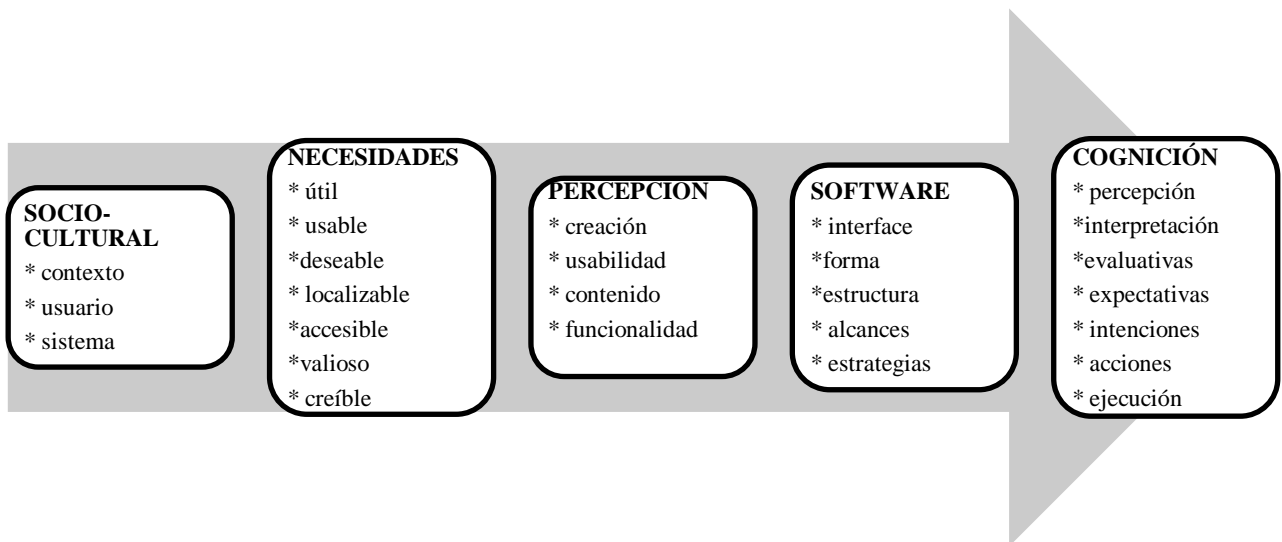 SOCIO-
CULTURAL
* contexto
* usuario
* sistema
NECESIDADES
* útil
* usable
*deseable
* localizable
*accesible
*valioso
* creíble
PERCEPCION
* creación
* usabilidad
* contenido
* funcionalidad
SOFTWARE
* interface
*forma
*estructura
* alcances
* estrategias
COGNICIÓN
* percepción
*interpretación
*evaluativas
* expectativas
* intenciones
* acciones
* ejecución